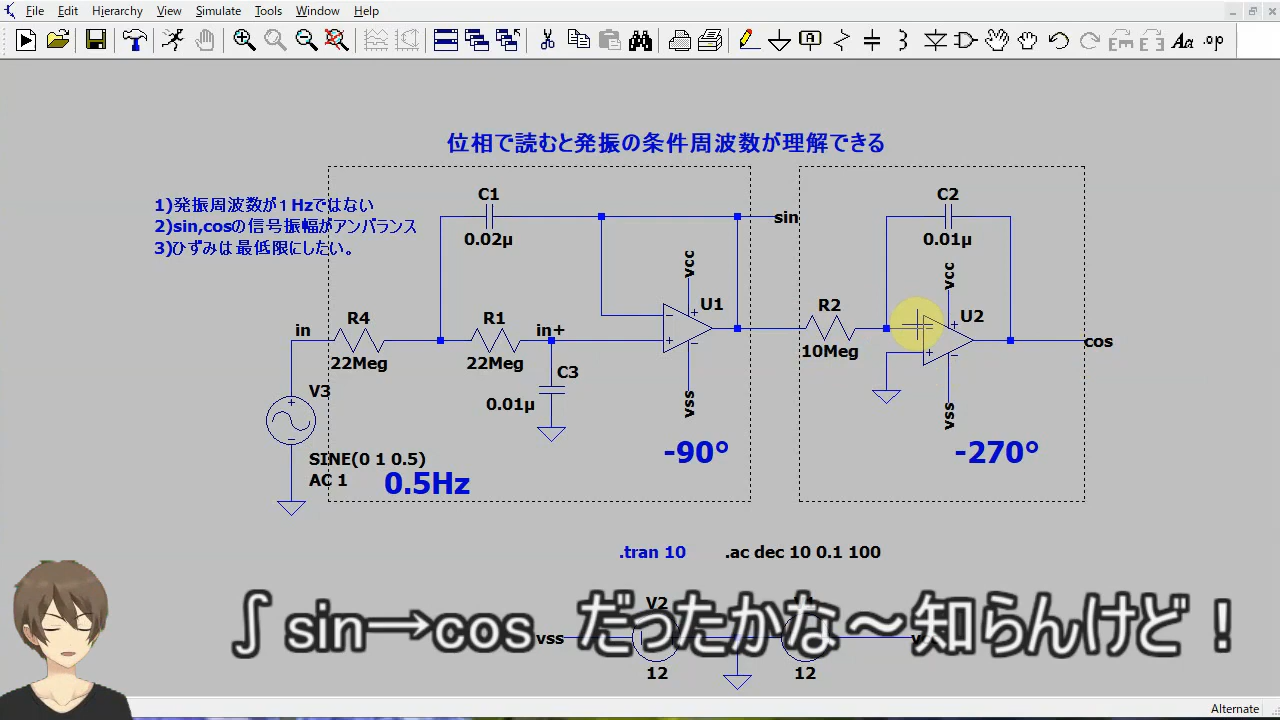 File Edit Hierarchy View Simulate Tools Window Help
位相で読むと発振の条件周波数が理解できる
1)発振周波数が1Hzではない
2)sin,cosの信号振幅がアンバランス
3)ひずみは最低限にしたい。
C1
0.02µ
sin
C2
0.01µ
vcc
vcc
U1
U2
in
R4
22Meg
R1
22Meg
in+
R2
10Meg
cos
C3
0.01µ
V3
vss
vss
SINE(0 1 0.5)
AC 1
0.5Hz
-90°
-270°
.tran 10
.ac dec 10 0.1 100
V2
∫sin→cos だったかな～知らんけど！
vss
12
12
Alternate